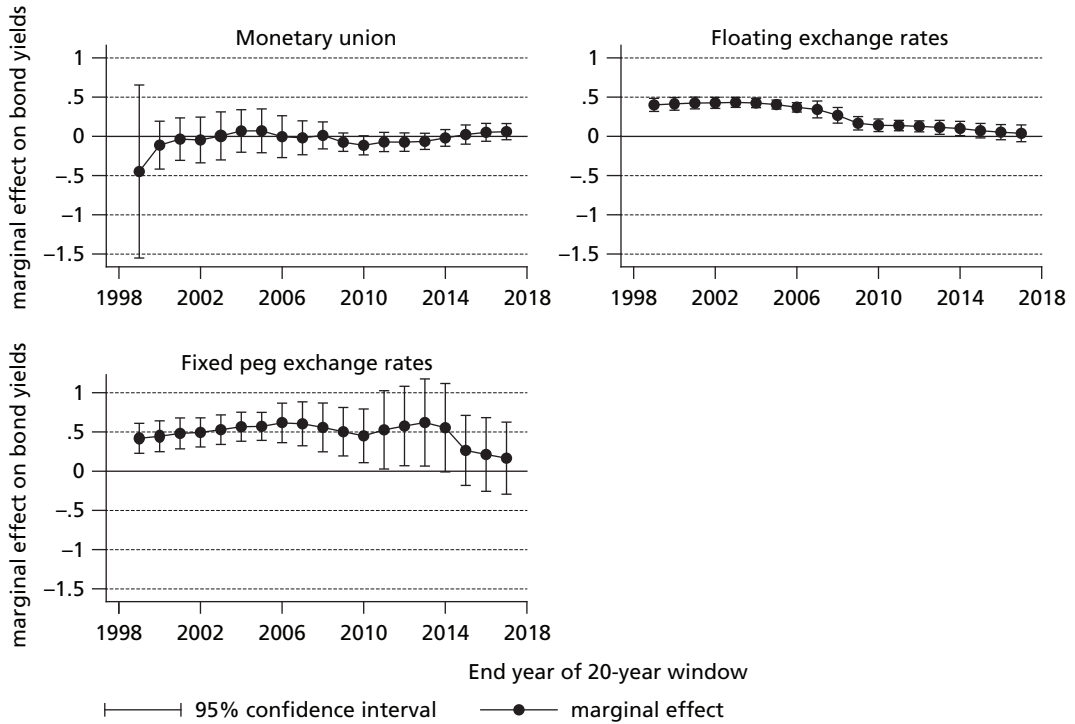 Monetary union
marginal effect on bond yields
1
.5
0
−.5
−1
−1.5
1998 2002 2006 2010 2014 2018
Floating exchange rates
1
.5
0
−.5
−1
−1.5
1998 2002 2006 2010 2014 2018
Fixed peg exchange rates
marginal effect on bond yields
1
.5
0
−.5
−1
−1.5
1998 2002 2006 2010 2014 2018
End year of 20-year window
95% confidence interval marginal effect